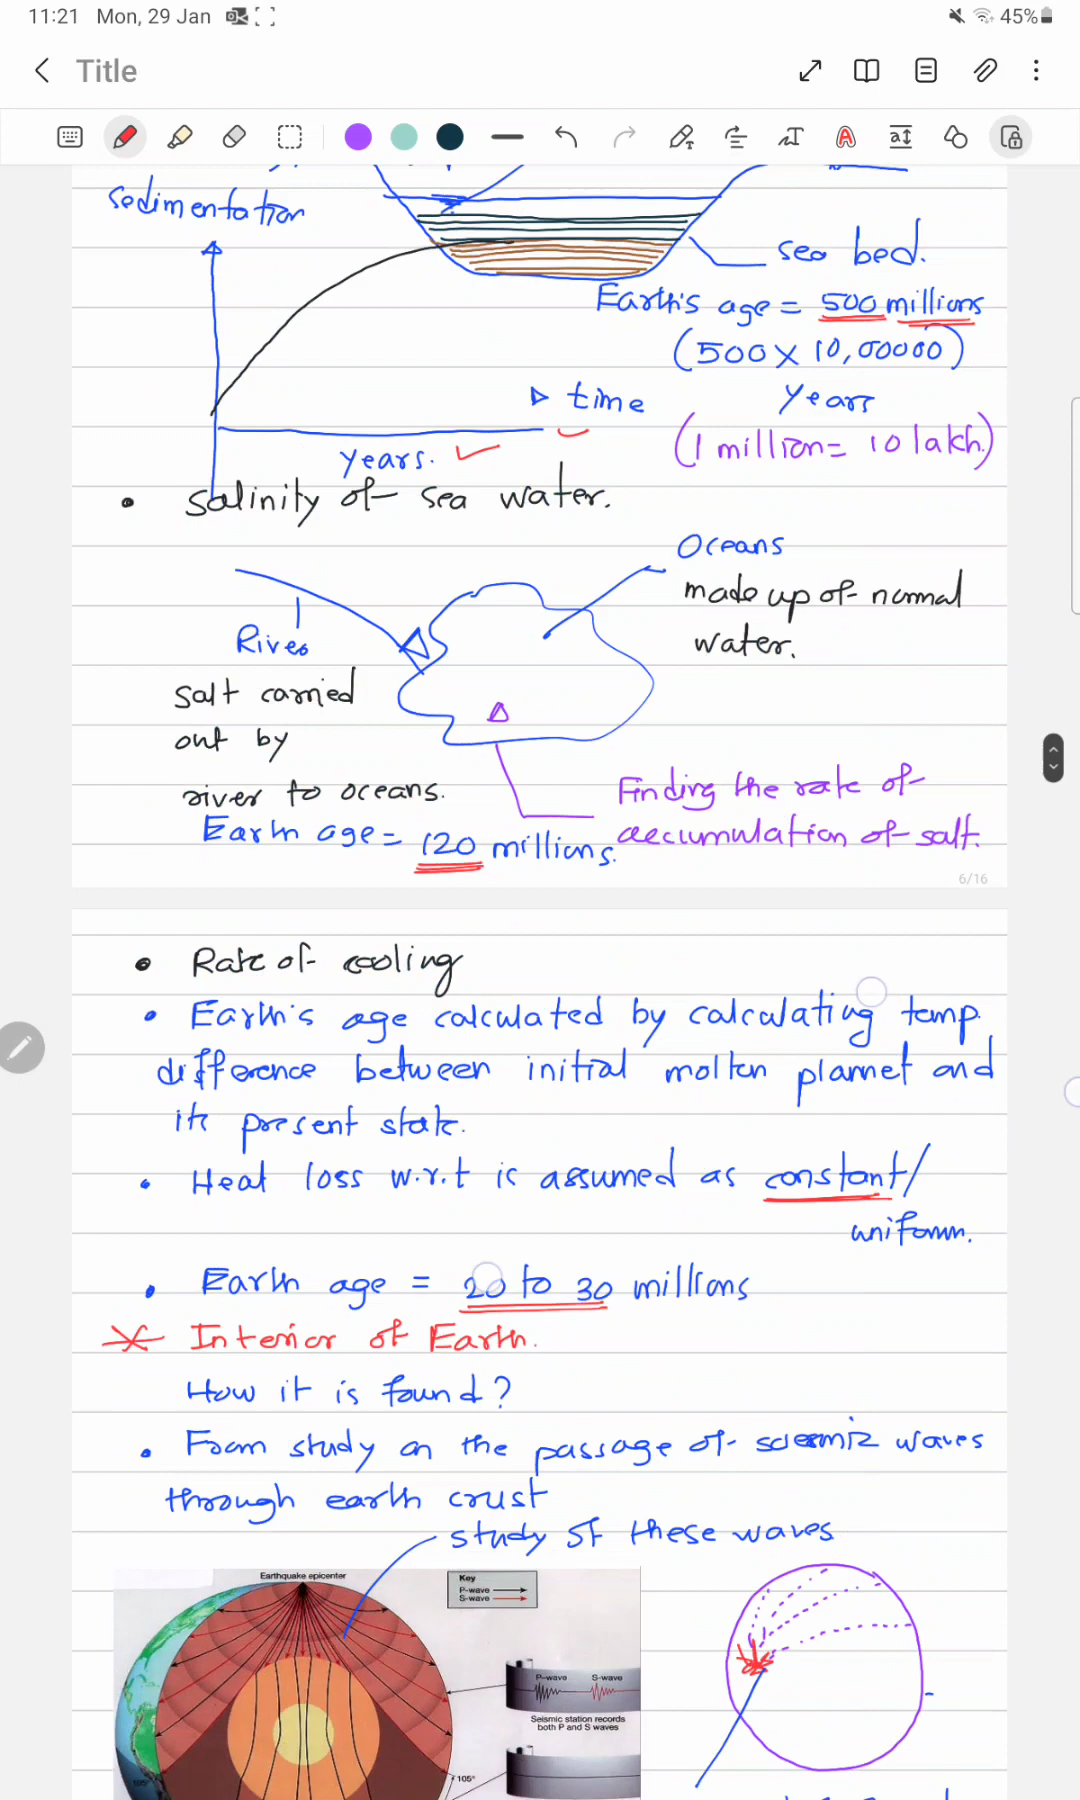 11:21 Mon, 29 Jan
45%
Title
sedimentation
sea bed.
Earth's age = 500 millions
(500 x 10,00000)
years
(1 million = 10 lakh)
time
years.
• Salinity of sea water.
Oceans
made up of normal
water.
River
Salt carried
out by
river to oceans.
Finding the rate of
accumulation of salt.
Earth age = 120 millions.
6/16
• Rate of cooling
• Earth's age calculated by calculating temp.
difference between initial molten plannet and
its present state.
• Heat loss w.r.t is assumed as constant/
uniform.
• Earth age = 20 to 30 millions
Interior of Earth.
How it is found?
• From study on the passage of waves
through earth crust
study of these waves
Earthquake epicenter
Key
P-wave
S-wave
P-wave S-wave
Seismic station records
both P and S waves
105°
105°